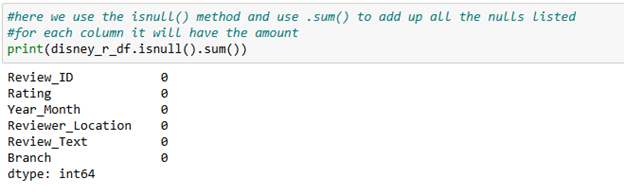 #here we use the isnull() method and use .sum() to add up all the nulls listed
#for each column it will have the amount
print(disney_r_df.isnull().sum())
Review_ID 0
Rating 0
Year_Month 0
Reviewer_Location 0
Review_Text 0
Branch 0
dtype: int64